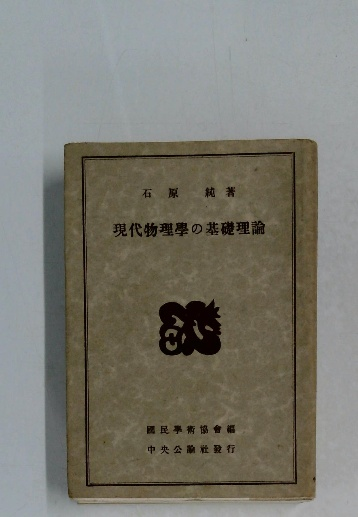 石原 純著
現代物理學の基礎理論
國民學術協會編
中央公論社發行